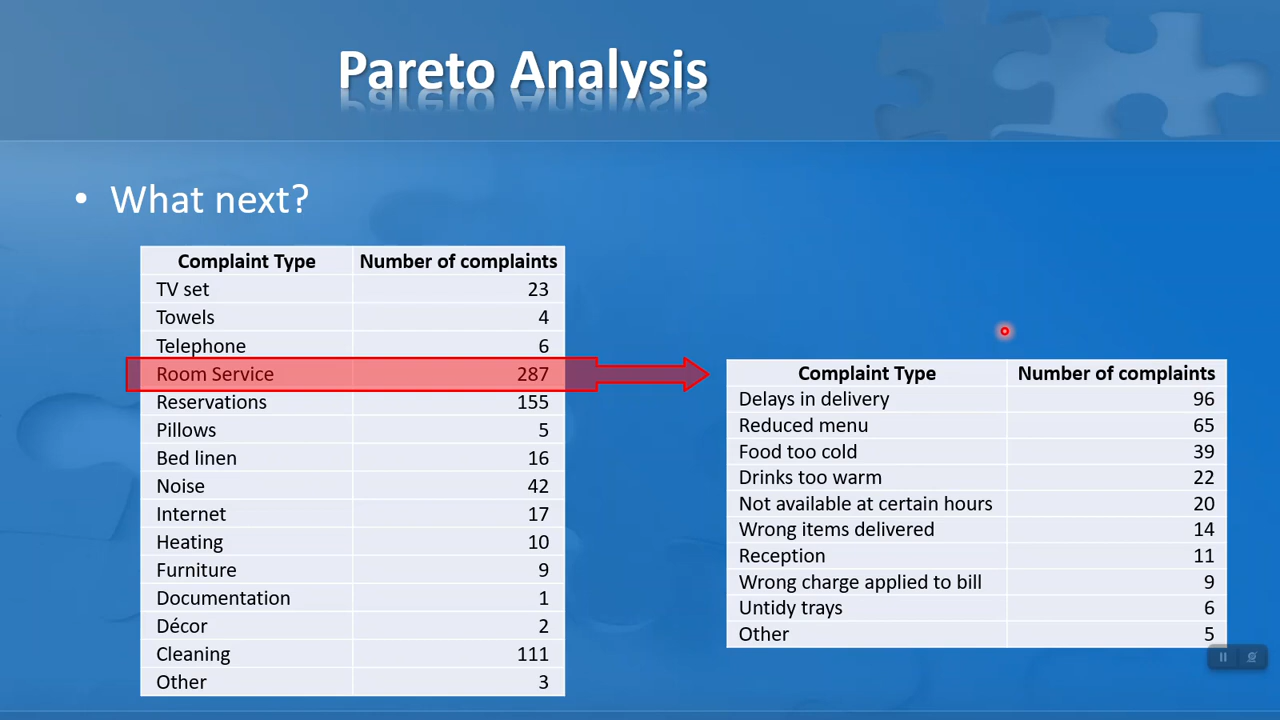 Pareto Analysis
• What next?
Complaint Type Number of complaints
TV set 23
Towels 4
Telephone 6
Room Service 287
Reservations 155
Pillows 5
Bed linen 16
Noise 42
Internet 17
Heating 10
Furniture 9
Documentation 1
Décor 2
Cleaning 111
Other 3
Complaint Type Number of complaints
Delays in delivery 96
Reduced menu 65
Food too cold 39
Drinks too warm 22
Not available at certain hours 20
Wrong items delivered 14
Reception 11
Wrong charge applied to bill 9
Untidy trays 6
Other 5